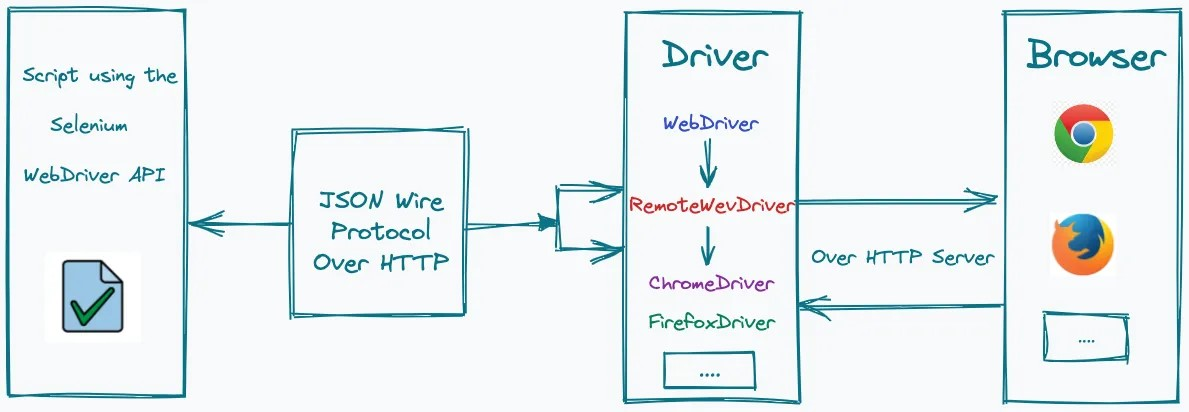 Script using the
Selenium
WebDriver API
JSON Wire
Protocol
Over HTTP
Driver
WebDriver
RemoteWevDriver
ChromeDriver
FirefoxDriver
....
Over HTTP Server
Browser
....